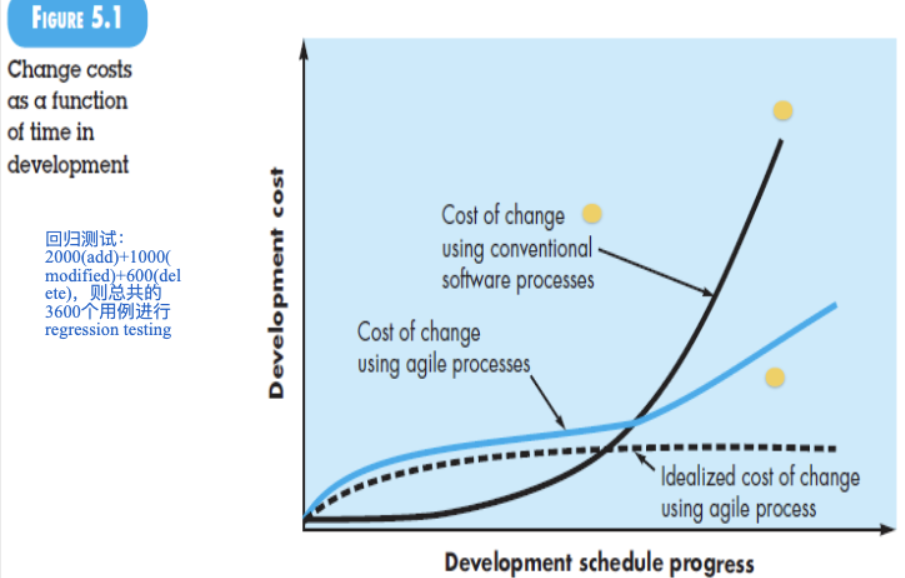 FIGURE 5.1
Change costs
as a function
of time in
development
回归测试：
2000(add)+1000(
modified)+600(del
ete)，则总共的
3600个用例进行
regression testing
Development cost
Cost of change
using conventional
software processes
Cost of change
using agile processes
Idealized cost of change
using agile process
Development schedule progress